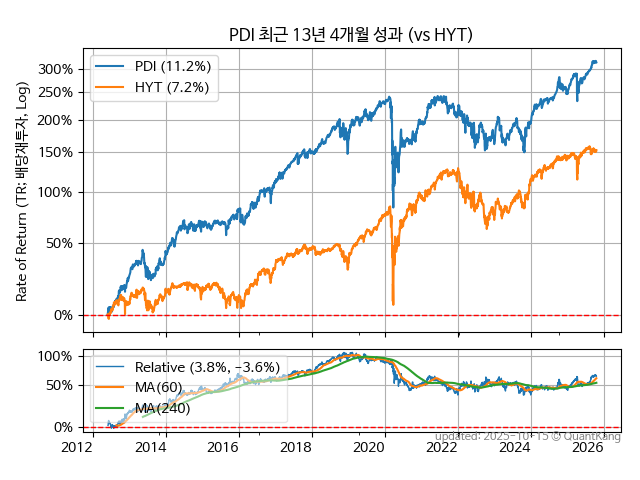 PDI 최근 13년 4개월 성과 (vs HYT)
Rate of Return (TR: 배당재투자, Log)
300%
250%
200%
150%
100%
50%
0%
PDI (11.2%)
HYT (7.2%)
100%
50%
0%
Relative (3.8%, -3.6%)
MA(60)
MA(240)
2012 2014 2016 2018 2020 2022 2024 2026
updated: 2025-10-15 © QuantKang